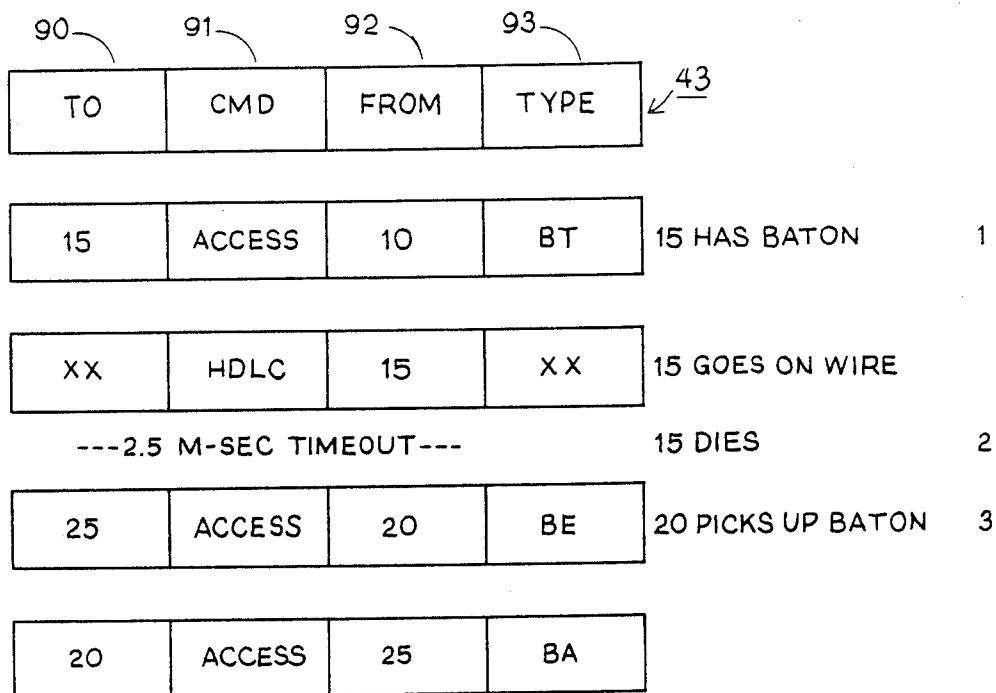 90 91 92 93
TO CMD FROM TYPE 43
15 ACCESS 10 BT 15 HAS BATON 1
XX HDLC 15 XX 15 GOES ON WIRE
---2.5 M-SEC TIMEOUT--- 15 DIES 2
25 ACCESS 20 BE 20 PICKS UP BATON 3
20 ACCESS 25 BA